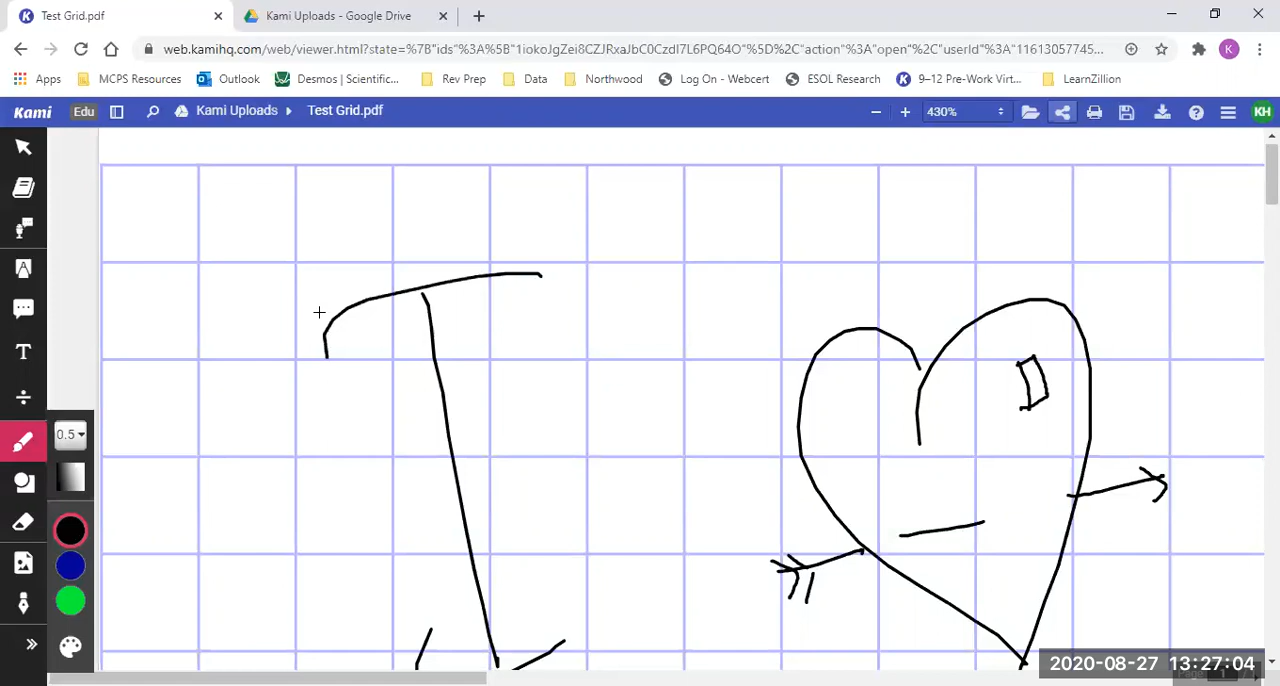 Test Grid.pdf
Kami Uploads - Google Drive
web.kamihq.com/web/viewer.html?state=%7B"ids"%3A%5B"1iokoJgZei8CZJRxaJbC0CzdI7L6PQ64O"%5D%2C"action"%3A"open"%2C"userId"%3A"11613057745...
K
Apps MCPS Resources Outlook Desmos | Scientific... Rev Prep Data Northwood Log On - Webcert ESOL Research 9–12 Pre-Work Virt... LearnZillion
Kami Edu Kami Uploads Test Grid.pdf 430% KH
A
T
0.5
2020-08-27 13:27:04
Page 1